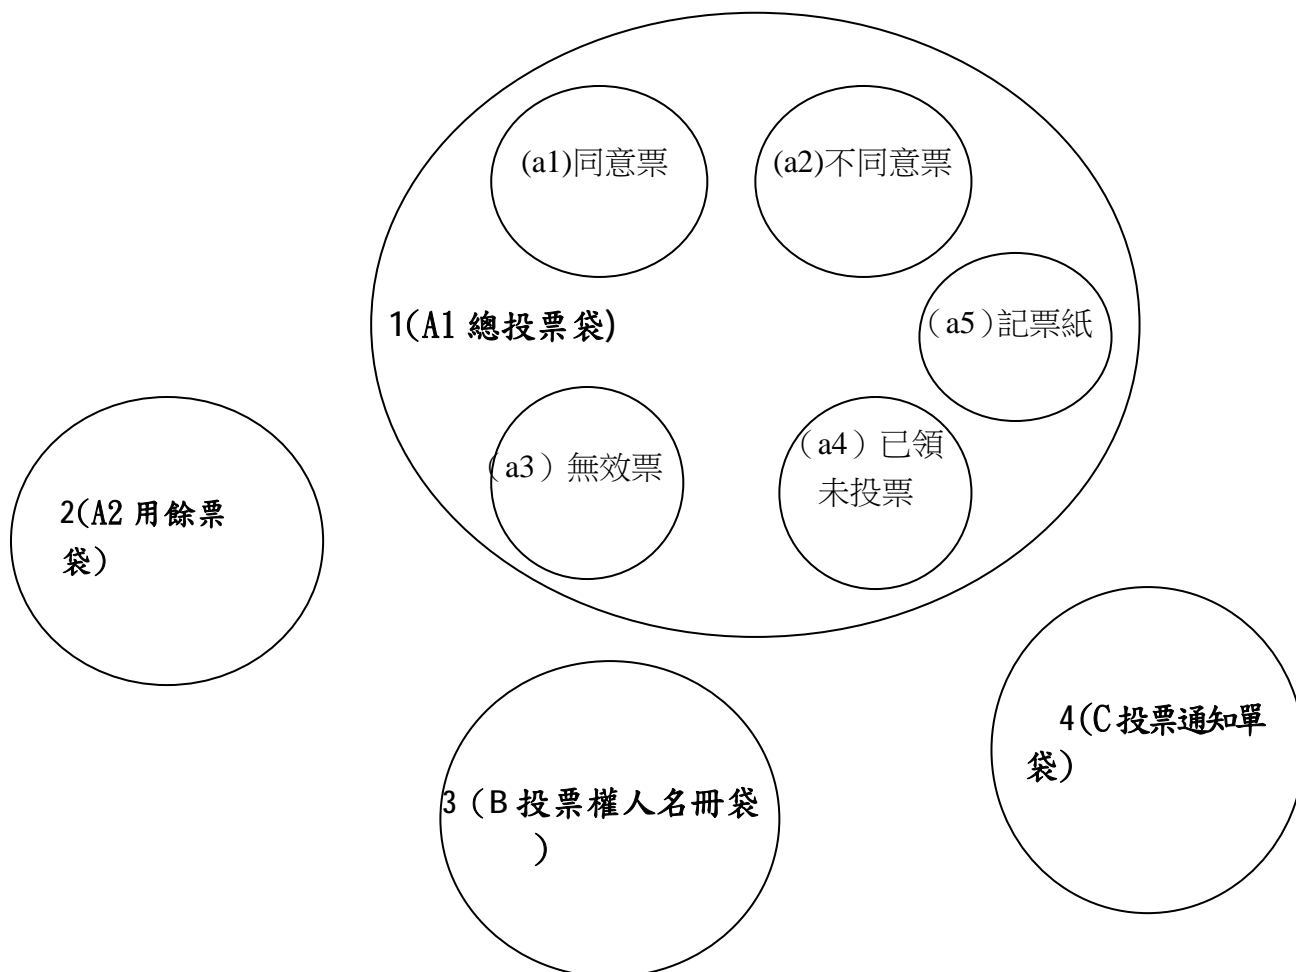 (a1)同意票
(a2)不同意票
1(A1 總投票袋)
（a5）記票紙
（a3）無效票
（a4）已領
未投票
2(A2 用餘票
袋)
3（B 投票權人名冊袋
）
4(C 投票通知單
袋)